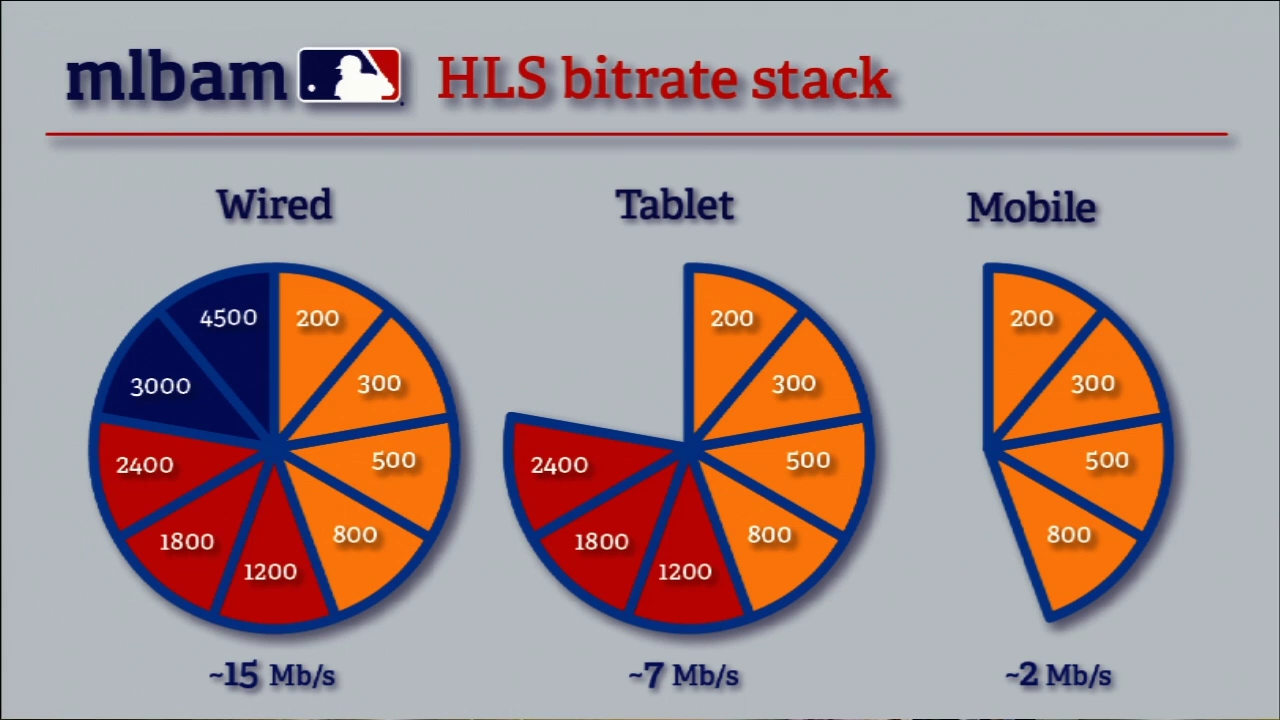 mlbam HLS bitrate stack
Wired
4500 200
3000 300
2400 500
1800 800
1200
~15 Mb/s
Tablet
200
300
2400 500
1800 800
1200
~7 Mb/s
Mobile
200
300
500
800
~2 Mb/s